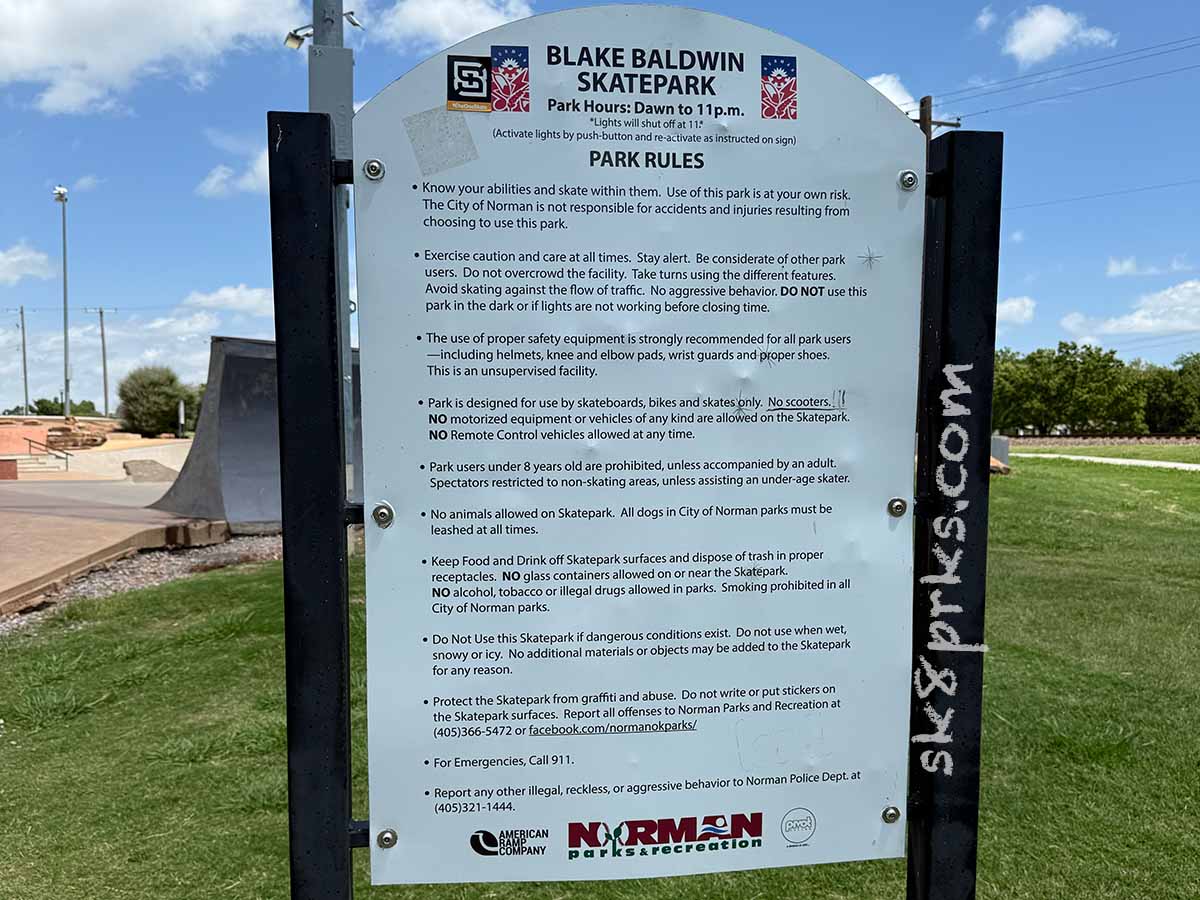 BLAKE BALDWIN
SKATEPARK
Park Hours: Dawn to 11p.m.
*Lights will shut off at 11.*
(Activate lights by push-button and re-activate as instructed on sign)
PARK RULES
• Know your abilities and skate within them. Use of this park is at your own risk.
The City of Norman is not responsible for accidents and injuries resulting from
choosing to use this park.
• Exercise caution and care at all times. Stay alert. Be considerate of other park
users. Do not overcrowd the facility. Take turns using the different features.
Avoid skating against the flow of traffic. No aggressive behavior. DO NOT use this
park in the dark or if lights are not working before closing time.
• The use of proper safety equipment is strongly recommended for all park users
—including helmets, knee and elbow pads, wrist guards and proper shoes.
This is an unsupervised facility.
• Park is designed for use by skateboards, bikes and skates only. No scooters.!!!
NO motorized equipment or vehicles of any kind are allowed on the Skatepark.
NO Remote Control vehicles allowed at any time.
• Park users under 8 years old are prohibited, unless accompanied by an adult.
Spectators restricted to non-skating areas, unless assisting an under-age skater.
• No animals allowed on Skatepark. All dogs in City of Norman parks must be
leashed at all times.
• Keep Food and Drink off Skatepark surfaces and dispose of trash in proper
receptacles. NO glass containers allowed on or near the Skatepark.
NO alcohol, tobacco or illegal drugs allowed in parks. Smoking prohibited in all
City of Norman parks.
• Do Not Use this Skatepark if dangerous conditions exist. Do not use when wet,
snowy or icy. No additional materials or objects may be added to the Skatepark
for any reason.
• Protect the Skatepark from graffiti and abuse. Do not write or put stickers on
the Skatepark surfaces. Report all offenses to Norman Parks and Recreation at
(405)366-5472 or facebook.com/normanokparks/
• For Emergencies, Call 911.
• Report any other illegal, reckless, or aggressive behavior to Norman Police Dept. at
(405)321-1444.
AMERICAN
RAMP
COMPANY
NORMAN
parks & recreation
pivot
sk8prks.com